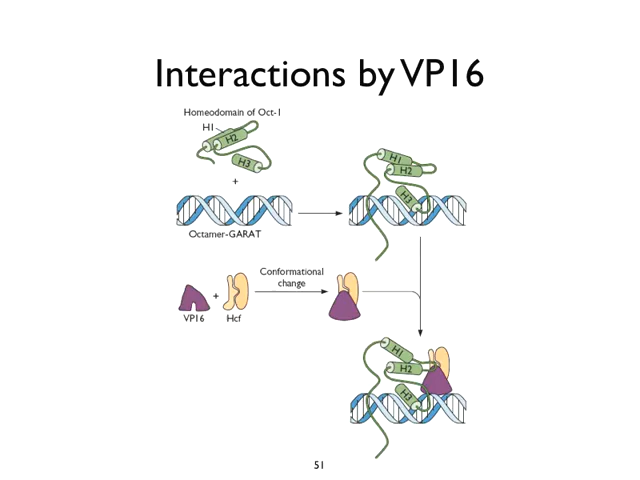 Interactions by VP16
Homeodomain of Oct-1
H1
H2
H3
+
Octamer-GARAT
H1
H2
H3
Conformational
change
+
VP16
Hcf
H1
H2
H3
51